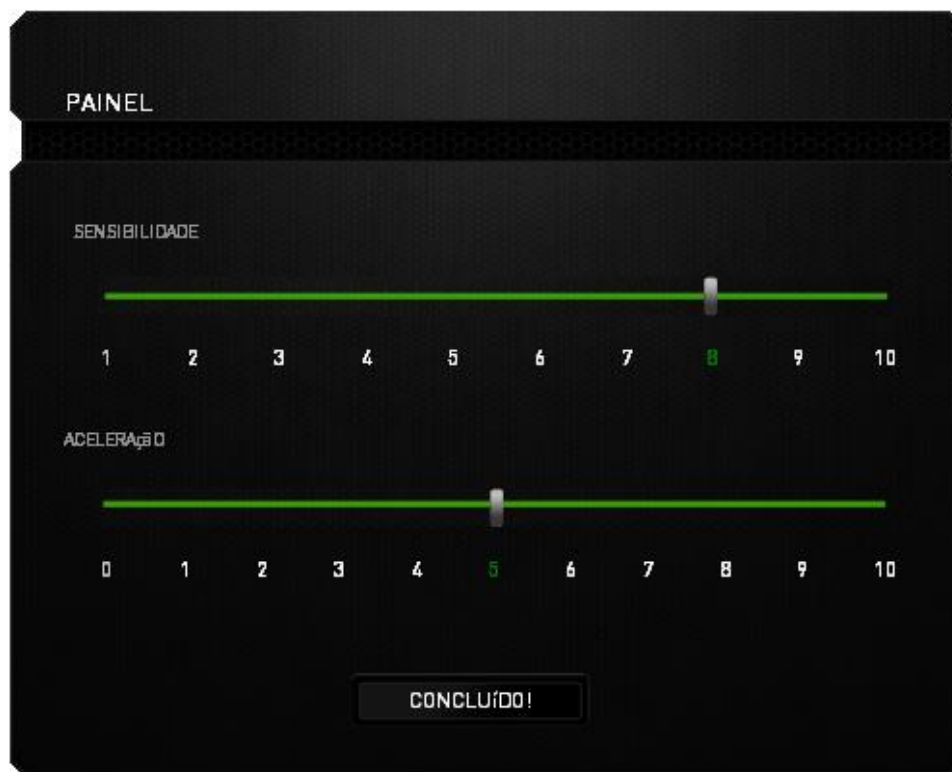 PAINEL
SENSIBILIDADE
1 2 3 4 5 6 7 8 9 10
ACELERAção
0 1 2 3 4 5 6 7 8 9 10
CONCLUíDO!